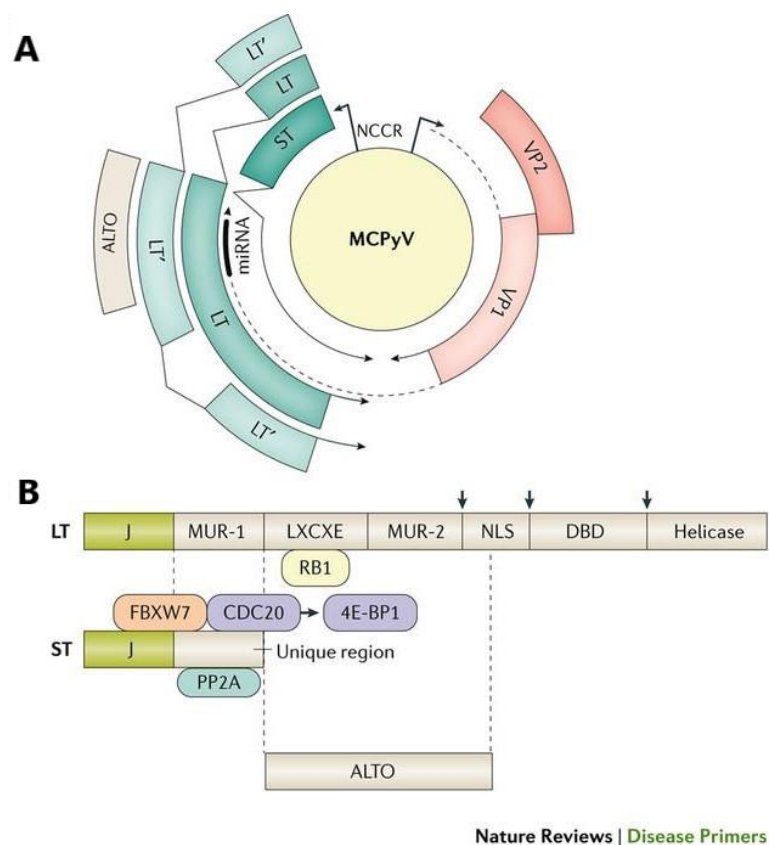 A
LT′
LT
ST
NCCR
VP2
MCPyV
ALTO
LT′
LT
miRNA
VP1
LT′
B
LT J MUR-1 LXCXE MUR-2 NLS DBD Helicase
RB1
FBXW7 CDC20 4E-BP1
ST J Unique region
PP2A
ALTO
Nature Reviews | Disease Primers